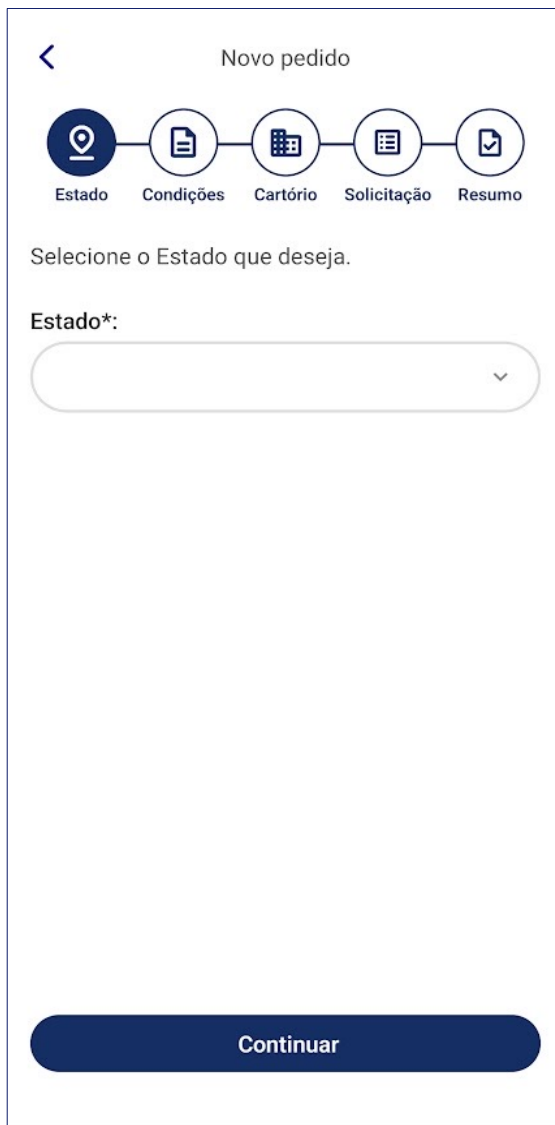 Novo pedido
Estado Condições Cartório Solicitação Resumo
Selecione o Estado que deseja.
Estado*:
Continuar